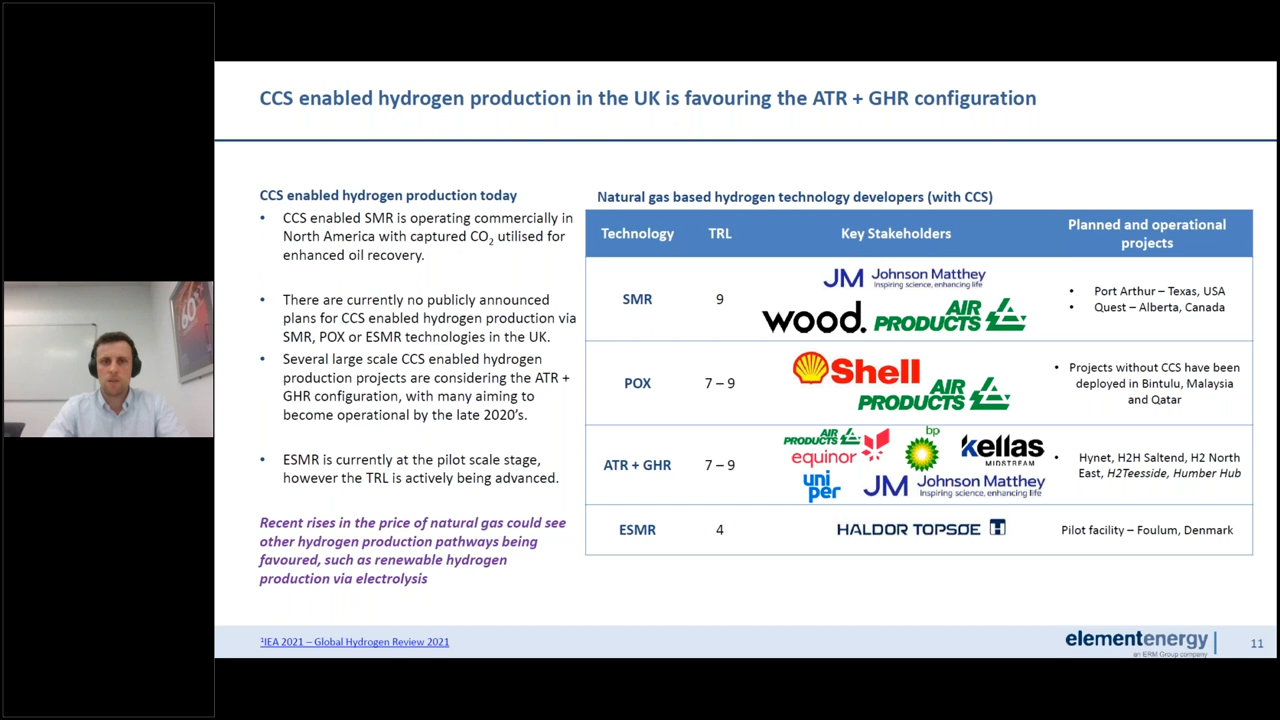 CCS enabled hydrogen production in the UK is favouring the ATR + GHR configuration
CCS enabled hydrogen production today
• CCS enabled SMR is operating commercially in
North America with captured CO2 utilised for
enhanced oil recovery.
• There are currently no publicly announced
plans for CCS enabled hydrogen production via
SMR, POX or ESMR technologies in the UK.
• Several large scale CCS enabled hydrogen
production projects are considering the ATR +
GHR configuration, with many aiming to
become operational by the late 2020's.
• ESMR is currently at the pilot scale stage,
however the TRL is actively being advanced.
Recent rises in the price of natural gas could see
other hydrogen production pathways being
favoured, such as renewable hydrogen
production via electrolysis
Natural gas based hydrogen technology developers (with CCS)
Technology TRL Key Stakeholders Planned and operational
projects
SMR 9
JM Johnson Matthey
Inspiring science, enhancing life
wood. AIR
PRODUCTS
• Port Arthur – Texas, USA
• Quest – Alberta, Canada
POX 7 – 9
Shell
AIR
PRODUCTS
• Projects without CCS have been
deployed in Bintulu, Malaysia
and Qatar
ATR + GHR 7 – 9
AIR
PRODUCTS
equinor
bp
kellas
MIDSTREAM
uni
per
JM Johnson Matthey
Inspiring science, enhancing life
• Hynet, H2H Saltend, H2 North
East, H2Teesside, Humber Hub
ESMR 4 HALDOR TOPSØE Pilot facility – Foulum, Denmark
1IEA 2021 – Global Hydrogen Review 2021
elementenergy
an ERM Group company
11